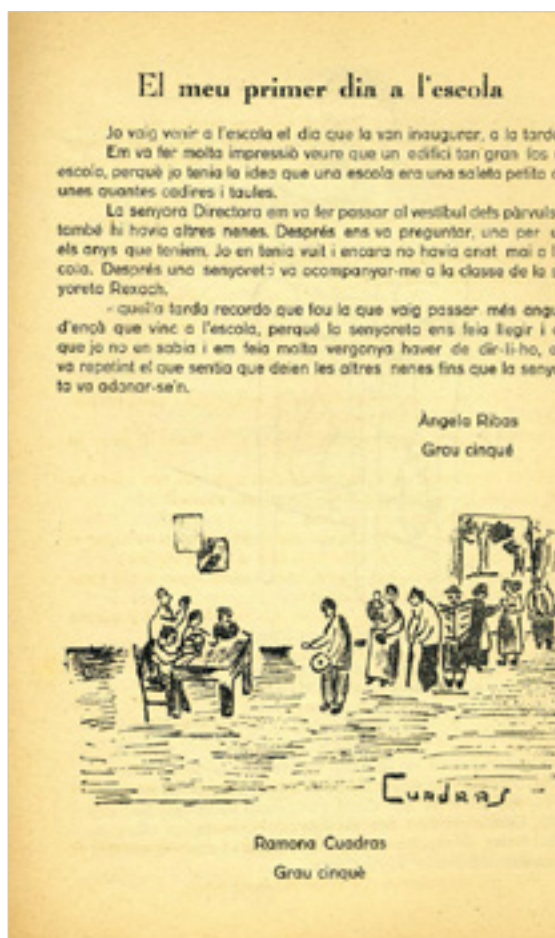 El meu primer dia a l'escola
Jo vaig venir a l'escola el dia que la van inaugurar, a la tarde
Em va fer molta impressió veure que un edifici tan gran fos
escola, perquè jo tenia la idea que una escola era una saleta petita
unes quantes cadires i taules.
La senyora Directora em va fer passar al vestíbul dels pàrvuls
també hi havia altres nenes. Després ens va preguntar, una per
els anys que teníem. Jo en tenia vuit i encara no havia anat mai a
cola. Després una senyoreta va acompanyar-me a la classe de la
yoreta Rexach.
quella tarda recordo que fou la que vaig passar més
d'ençà que vinc a l'escola, perquè la senyoreta ens feia llegir i
que jo no en sabia i em feia molta vergonya haver de dir-li-ho,
va repetint el que sentia que deien les altres nenes fins que la
ta va adonar-se'n.
Àngela Ribas
Grau cinquè
CUADRAS
Ramona Cuadras
Grau cinquè